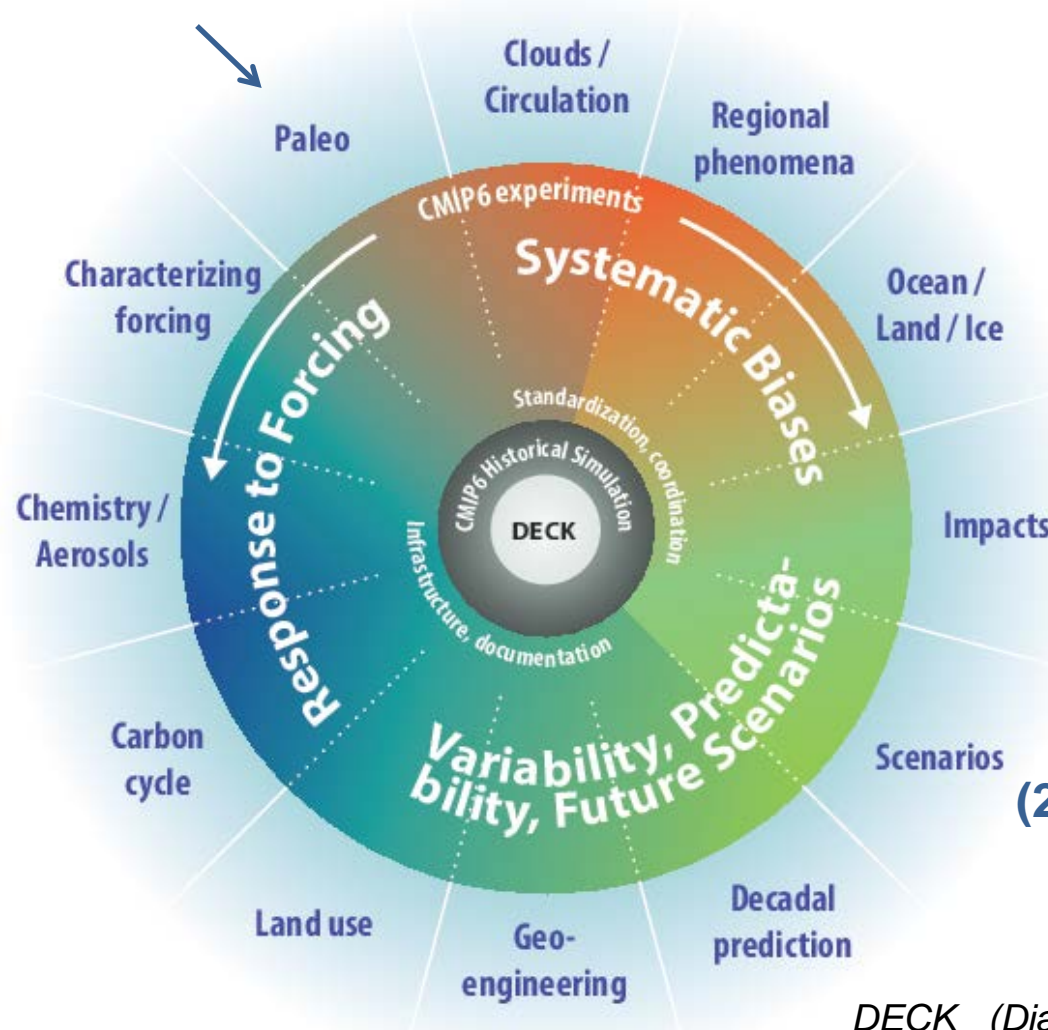 Clouds /
Circulation
Regional
phenomena
Paleo
CMIP6 experiments
Systematic Biases
Characterizing
forcing
Ocean /
Land / Ice
Response to Forcing
Standardization, coordination
CMIP6 Historical Simulation
DECK
Infrastructure, documentation
Chemistry /
Aerosols
Impacts
Variability, Predicta-
bility, Future Scenarios
Carbon
cycle
Scenarios
(2
Land use
Geo-
engineering
Decadal
prediction
DECK (Dia